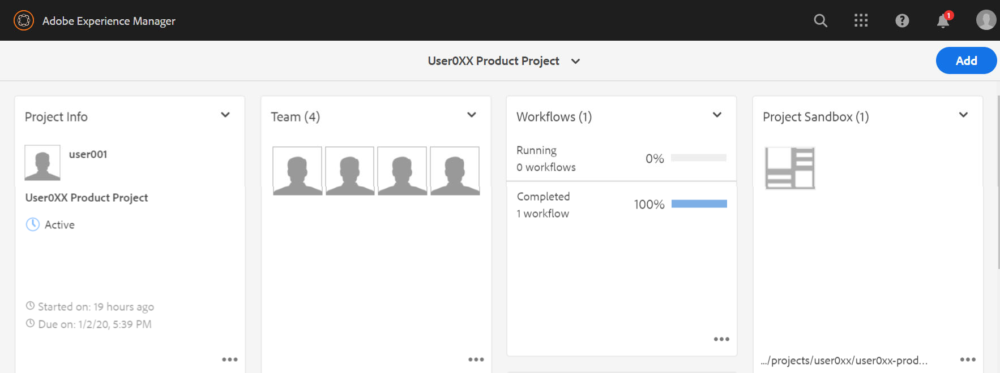 Adobe Experience Manager
1
User0XX Product Project
Add
Project Info
user001
User0XX Product Project
Active
Started on: 19 hours ago
Due on: 1/2/20, 5:39 PM
Team (4)
Workflows (1)
Running
0%
0 workflows
Completed
100%
1 workflow
Project Sandbox (1)
.../projects/user0xx/user0xx-prod...